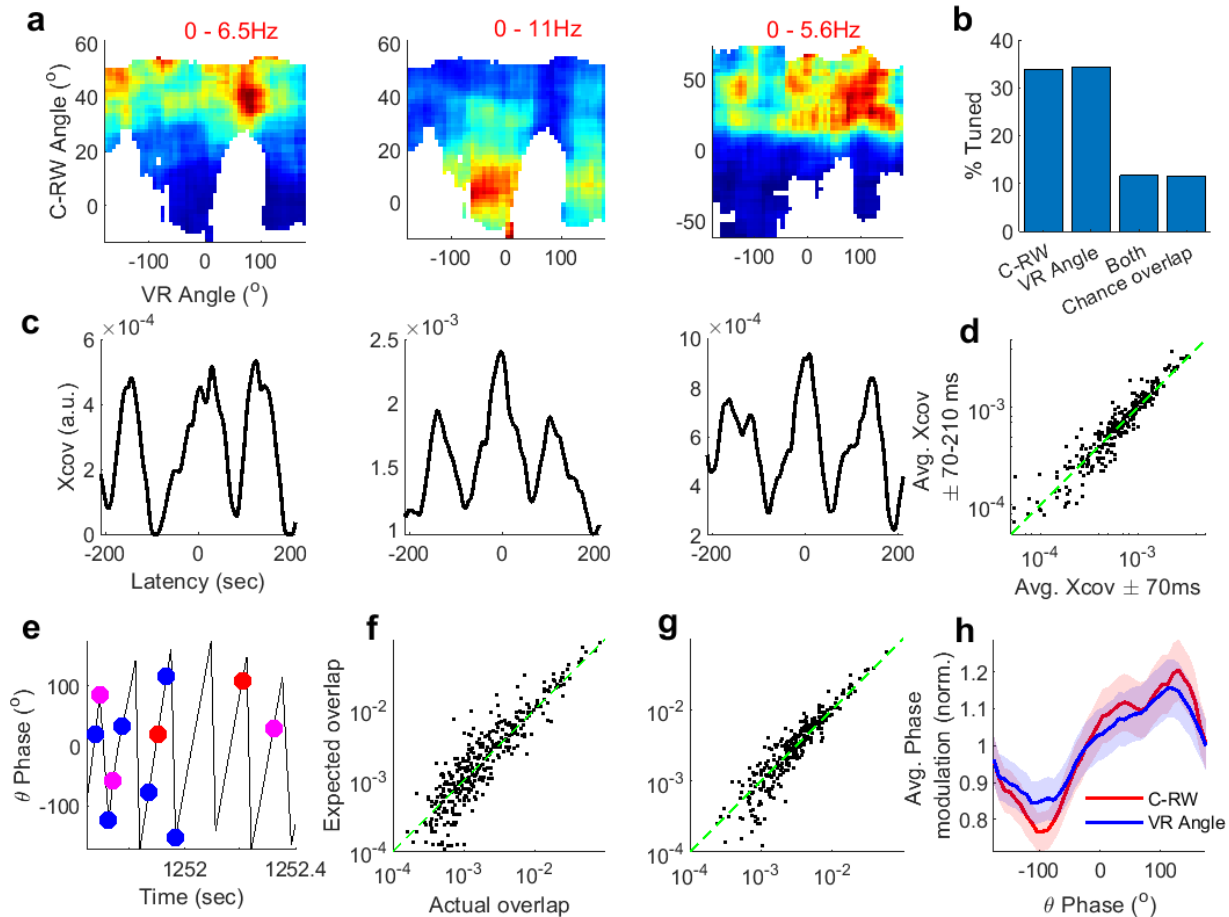 a
0 - 6.5Hz
0 - 11Hz
0 - 5.6Hz
C-RW Angle (°)
60
40
20
0
-100
0
100
VR Angle (°)
60
40
20
0
-100
0
100
50
0
-50
-100
0
100
b
% Tuned
40
30
20
10
0
C-RW
VR Angle
Both
Chance overlap
c
×10⁻⁴
Xcov (a.u.)
6
4
2
0
-200
0
200
Latency (sec)
×10⁻³
2.5
2
1.5
1
-200
0
200
×10⁻⁴
10
8
6
4
2
-200
0
200
d
Avg. Xcov
± 70-210 ms
10⁻³
10⁻⁴
10⁻⁴
10⁻³
Avg. Xcov ± 70ms
e
θ Phase (°)
100
0
-100
1252
1252.4
Time (sec)
f
Expected overlap
10⁻²
10⁻³
10⁻⁴
10⁻⁴
10⁻³
10⁻²
Actual overlap
g
10⁻²
10⁻³
10⁻⁴
10⁻⁴
10⁻³
10⁻²
h
Avg. Phase
modulation (norm.)
1.2
1.1
1
0.9
0.8
C-RW
VR Angle
-100
0
100
θ Phase (°)